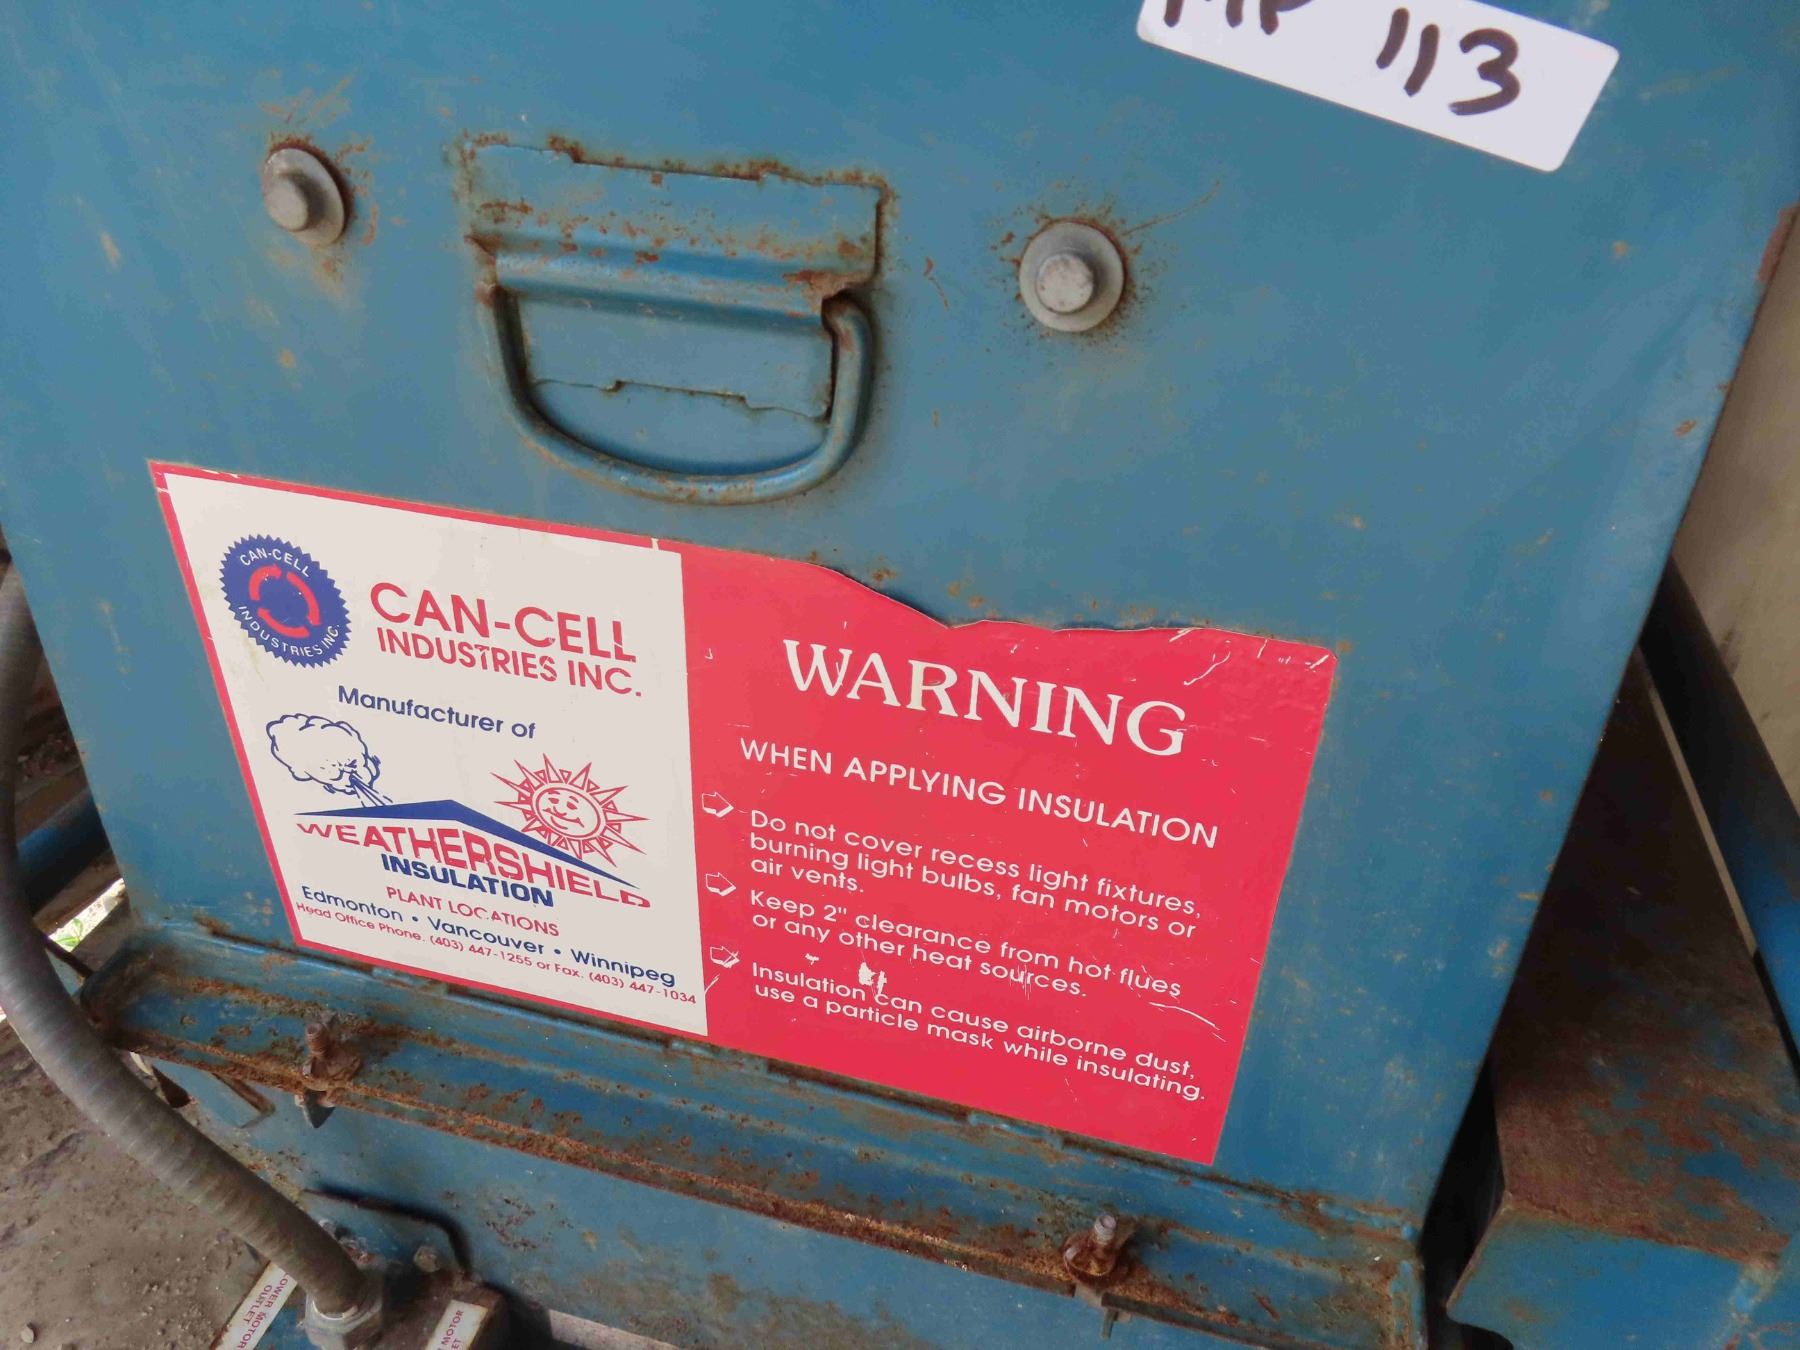 113
CAN-CELL
INDUSTRIES INC.
CAN-CELL
INDUSTRIES INC.
Manufacturer of
WEATHERSHIELD
INSULATION
PLANT LOCATIONS
Edmonton • Vancouver • Winnipeg
Head Office Phone. (403) 447-1255 or Fax. (403) 447-1034
WARNING
WHEN APPLYING INSULATION
Do not cover recess light fixtures,
burning light bulbs, fan motors or
air vents.
Keep 2" clearance from hot flues
or any other heat sources.
Insulation can cause airborne dust,
use a particle mask while insulating.
LOWER MOTOR
OUTLET